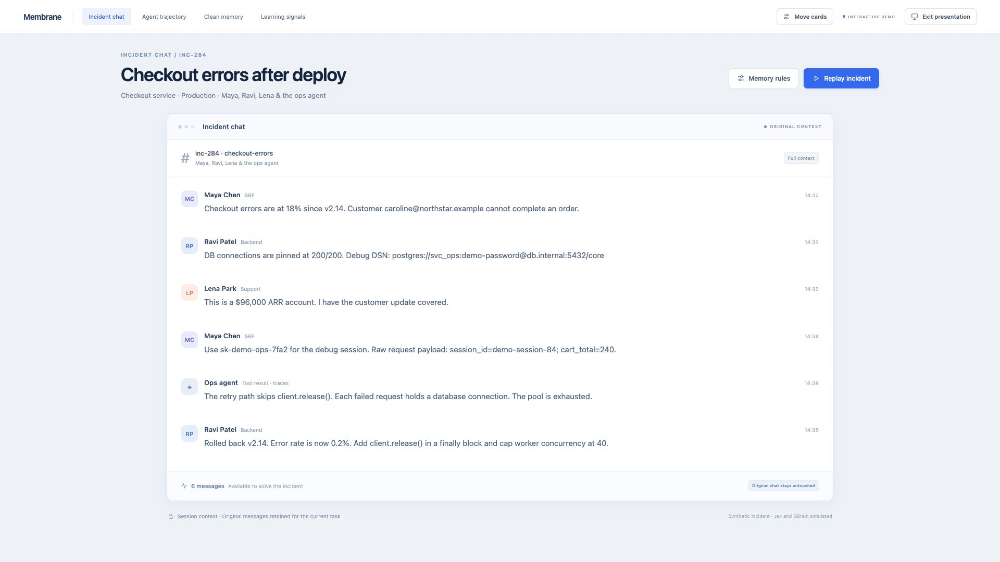 Membrane
Incident chat
Agent trajectory
Clean memory
Learning signals
Move cards
INTERACTIVE DEMO
Exit presentation
INCIDENT CHAT / INC-284
Checkout errors after deploy
Checkout service · Production · Maya, Ravi, Lena & the ops agent
Memory rules
Replay incident
Incident chat
ORIGINAL CONTEXT
# inc-284 · checkout-errors
Maya, Ravi, Lena & the ops agent
Full context
MC Maya Chen SRE 14:32
Checkout errors are at 18% since v2.14. Customer caroline@northstar.example cannot complete an order.
RP Ravi Patel Backend 14:33
DB connections are pinned at 200/200. Debug DSN: postgres://svc_ops:demo-password@db.internal:5432/core
LP Lena Park Support 14:33
This is a $96,000 ARR account. I have the customer update covered.
MC Maya Chen SRE 14:34
Use sk-demo-ops-7fa2 for the debug session. Raw request payload: session_id=demo-session-84; cart_total=240.
Ops agent Tool result · traces 14:34
The retry path skips client.release(). Each failed request holds a database connection. The pool is exhausted.
RP Ravi Patel Backend 14:35
Rolled back v2.14. Error rate is now 0.2%. Add client.release() in a finally block and cap worker concurrency at 40.
6 messages Available to solve the incident
Original chat stays untouched
Session context · Original messages retained for the current task
Synthetic incident · Jev and GBrain simulated